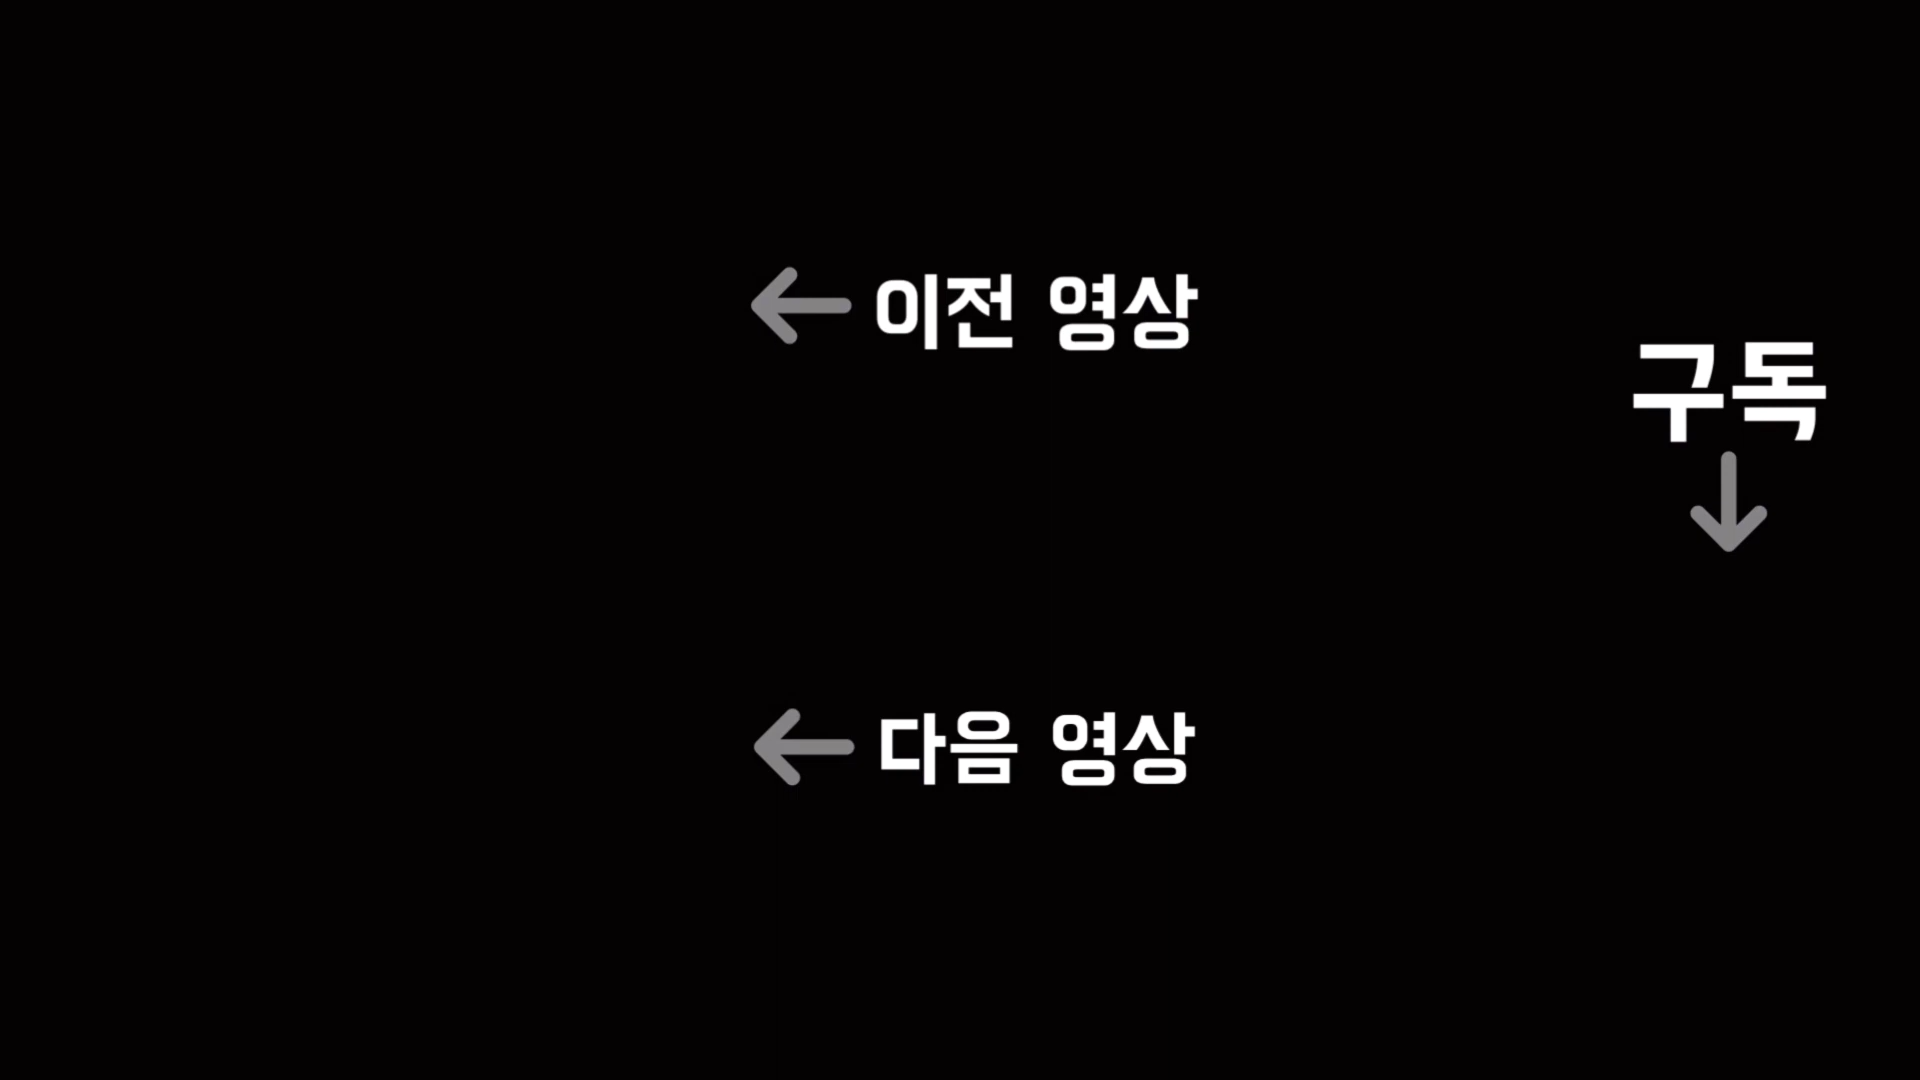 이전 영상
구독
다음 영상